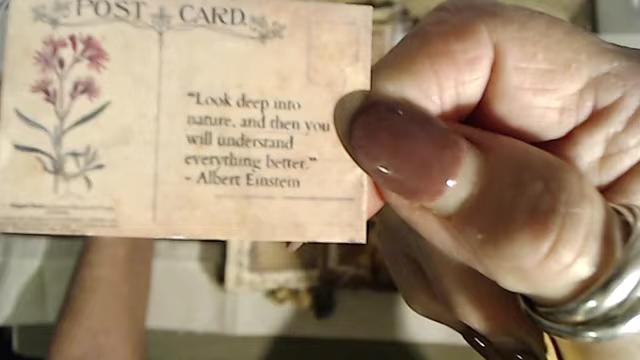 POST CARD
"Look deep into
nature, and then you
will understand
everything better."
- Albert Einstein